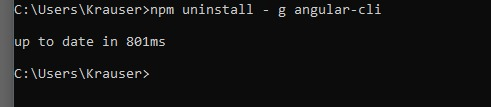 C:\Users\Krauser>npm uninstall - g angular-cli
up to date in 801ms
C:\Users\Krauser>